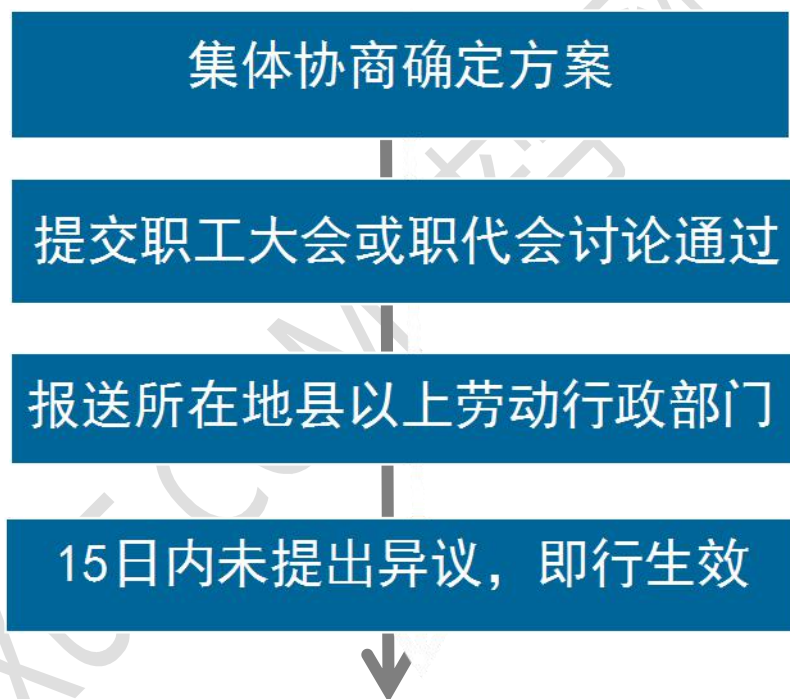 集体协商确定方案
提交职工大会或职代会讨论通过
报送所在地县以上劳动行政部门
15日内未提出异议，即行生效